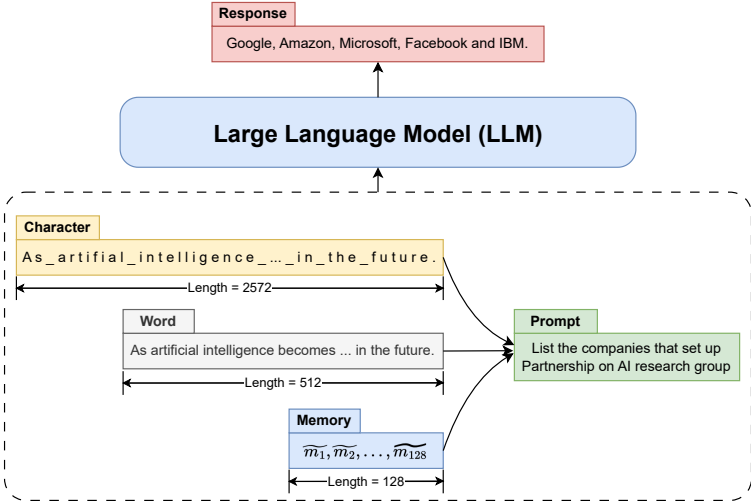 Response
Google, Amazon, Microsoft, Facebook and IBM.
Large Language Model (LLM)
Character
As_artifial_intelligence_..._in_the_future.
Length = 2572
Word
As artificial intelligence becomes ... in the future.
Length = 512
Prompt
List the companies that set up
Partnership on AI research group
Memory
m̃₁, m̃₂, . . . , m̃₁₂₈
Length = 128